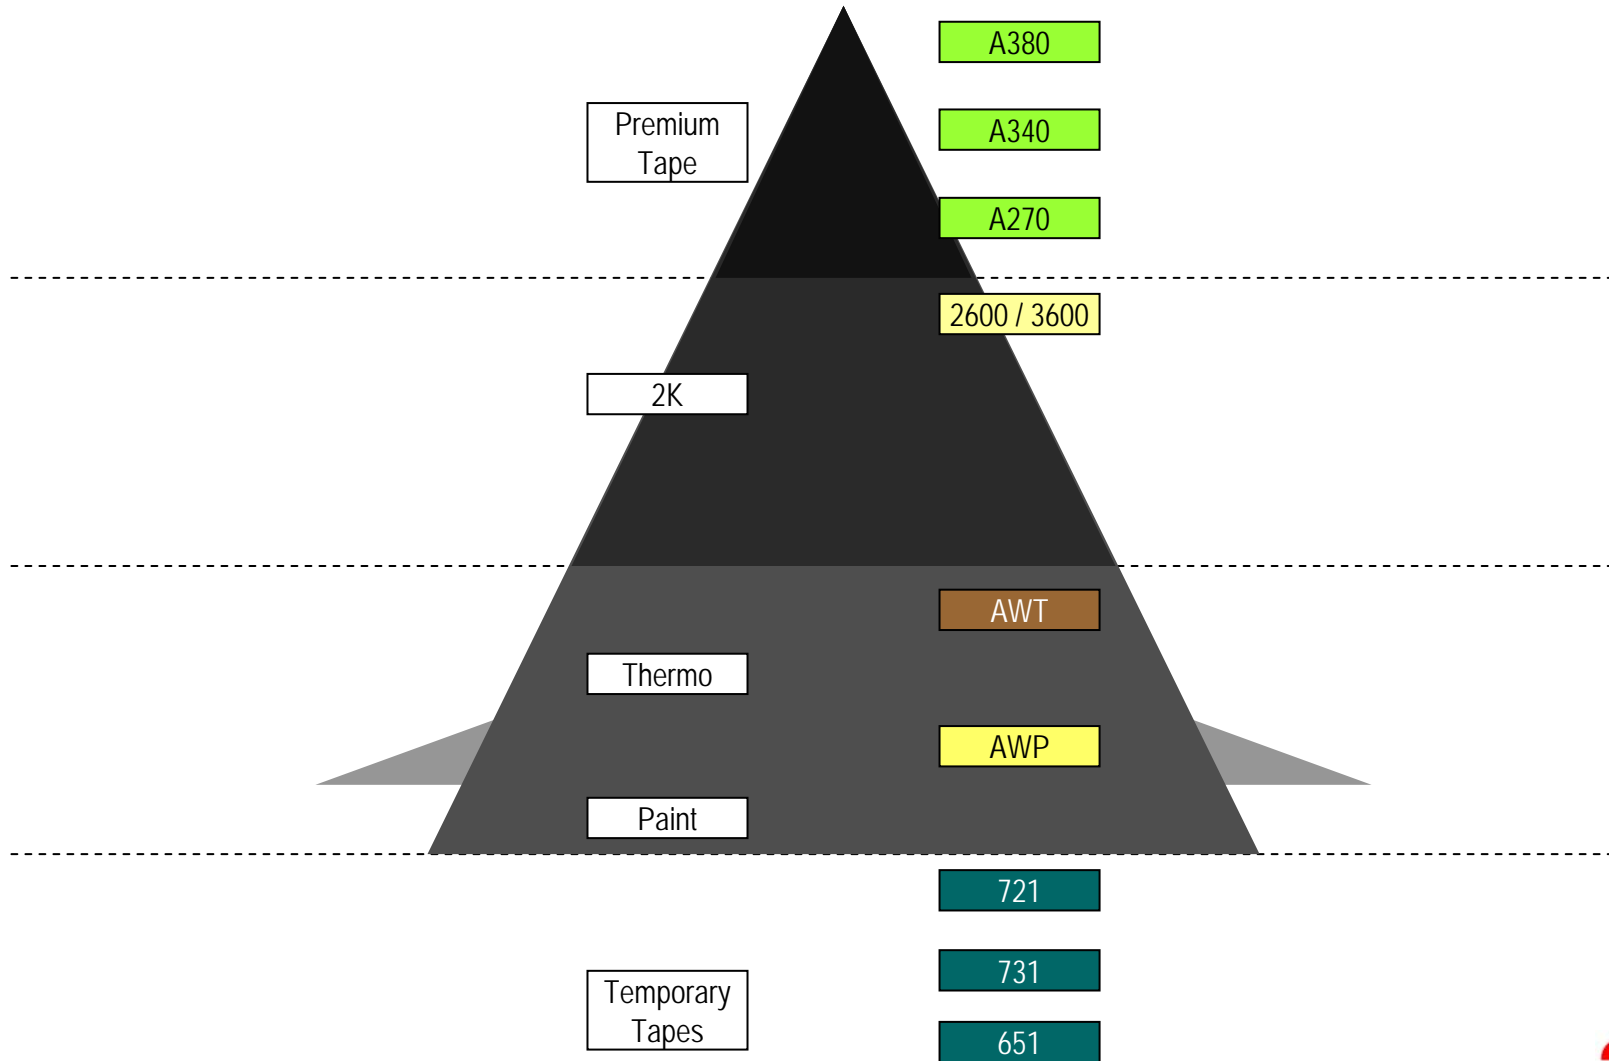 A380
Premium
Tape
A340
A270
2600 / 3600
2K
AWT
Thermo
AWP
Paint
721
731
Temporary
Tapes
651